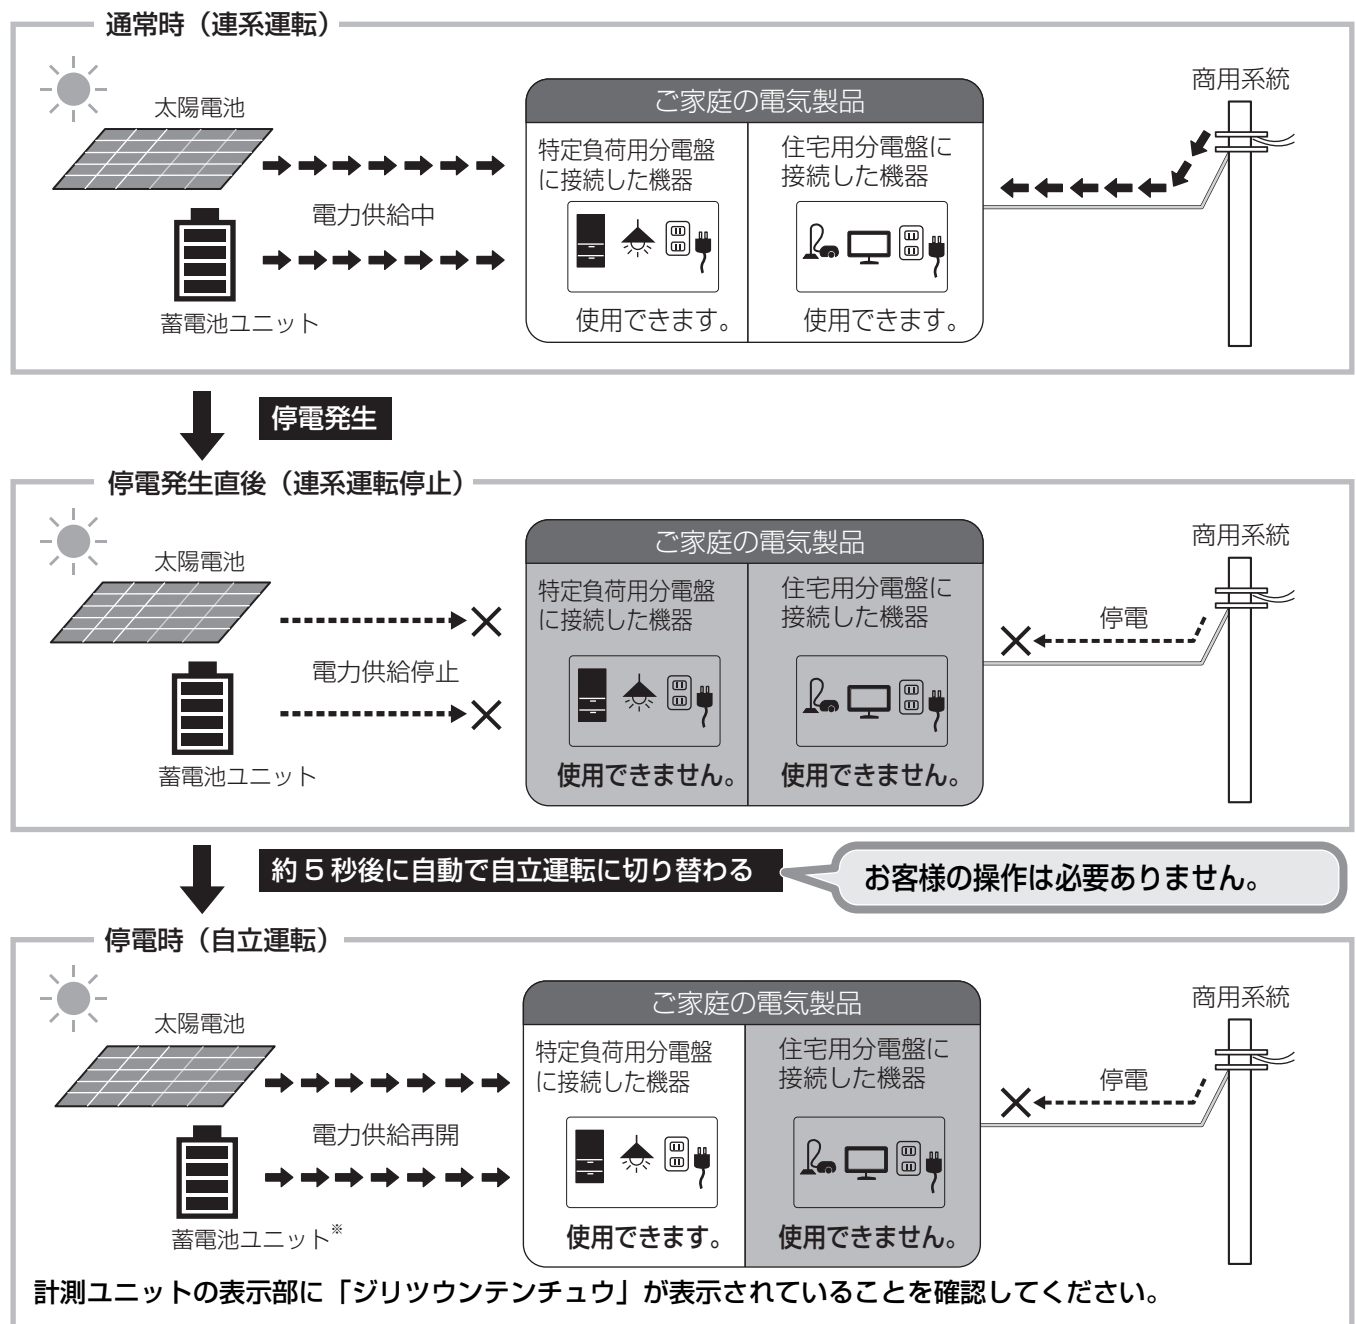 通常時（連系運転）
太陽電池
電力供給中
蓄電池ユニット
ご家庭の電気製品
特定負荷用分電盤
に接続した機器
使用できます。
住宅用分電盤に
接続した機器
使用できます。
商用系統
停電発生
停電発生直後（連系運転停止）
太陽電池
電力供給停止
蓄電池ユニット
ご家庭の電気製品
特定負荷用分電盤
に接続した機器
使用できません。
住宅用分電盤に
接続した機器
使用できません。
停電
商用系統
約５秒後に自動で自立運転に切り替わる
お客様の操作は必要ありません。
停電時（自立運転）
太陽電池
電力供給再開
蓄電池ユニット※
ご家庭の電気製品
特定負荷用分電盤
に接続した機器
使用できます。
住宅用分電盤に
接続した機器
使用できません。
停電
商用系統
計測ユニットの表示部に「ジリツウンテンチュウ」が表示されていることを確認してください。